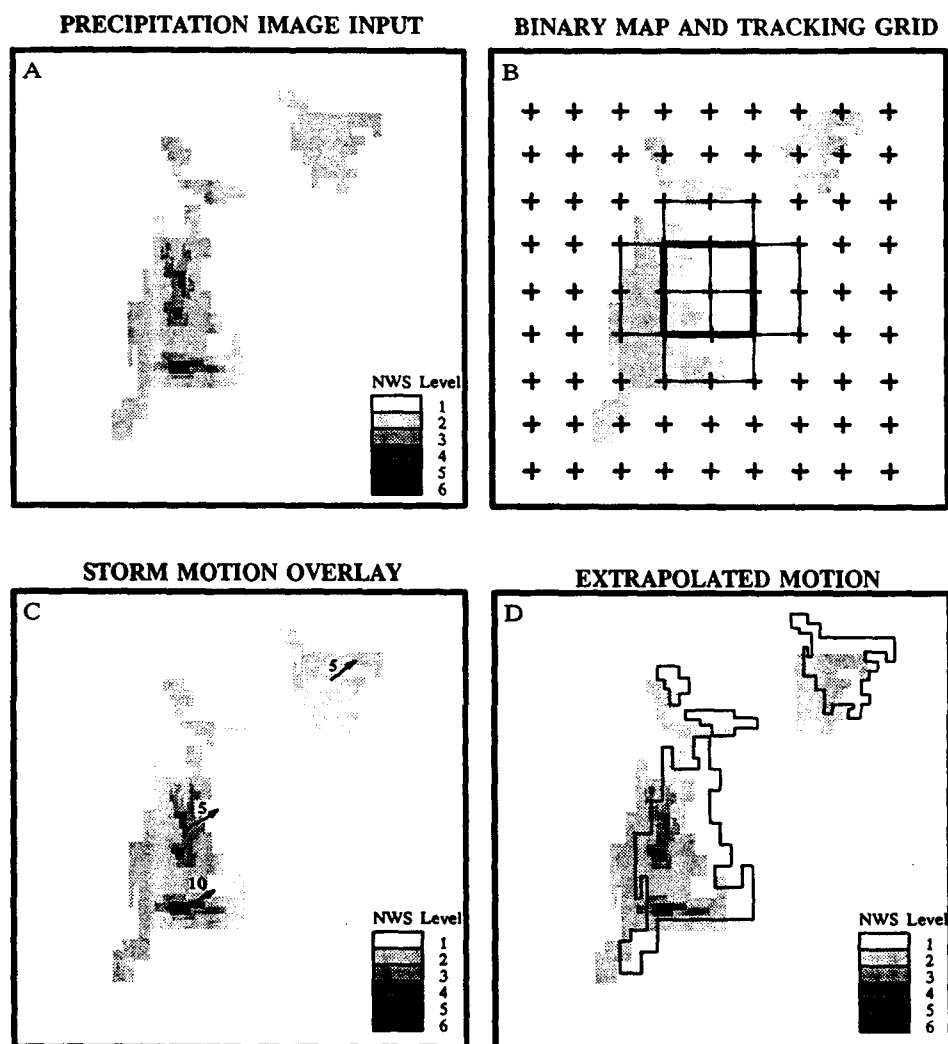 PRECIPITATION IMAGE INPUT
A
NWS Level
1
2
3
4
5
6
BINARY MAP AND TRACKING GRID
B
STORM MOTION OVERLAY
C
5
5
10
NWS Level
1
2
3
4
5
6
EXTRAPOLATED MOTION
D
NWS Level
1
2
3
4
5
6